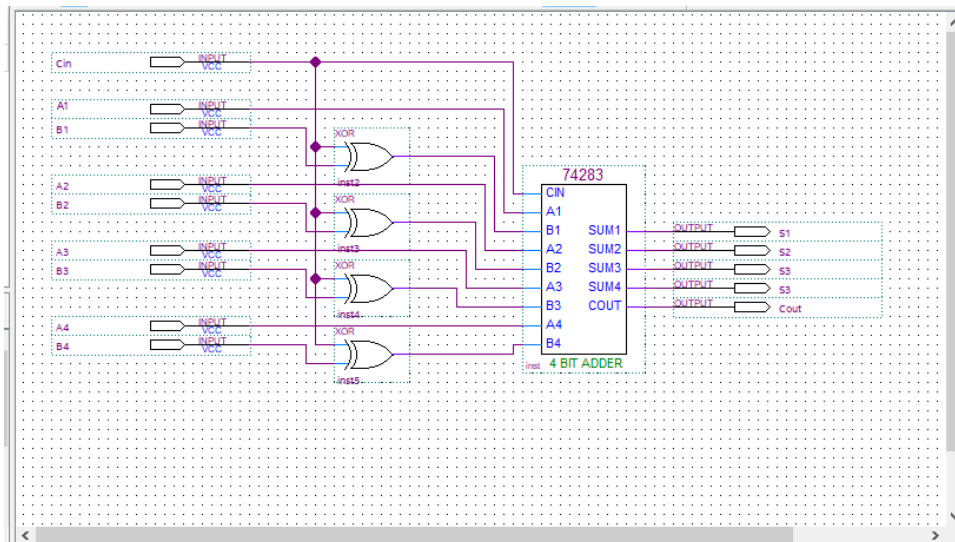 Cin INPUT VCC
A1 INPUT VCC
B1 INPUT VCC
XOR
inst2
A2 INPUT VCC
B2 INPUT VCC
XOR
inst3
A3 INPUT VCC
B3 INPUT VCC
XOR
inst4
A4 INPUT VCC
B4 INPUT VCC
XOR
inst5
74283
CIN
A1
B1 SUM1
A2 SUM2
B2 SUM3
A3 SUM4
B3 COUT
A4
B4
inst 4 BIT ADDER
OUTPUT S1
OUTPUT S2
OUTPUT S3
OUTPUT S3
OUTPUT Cout